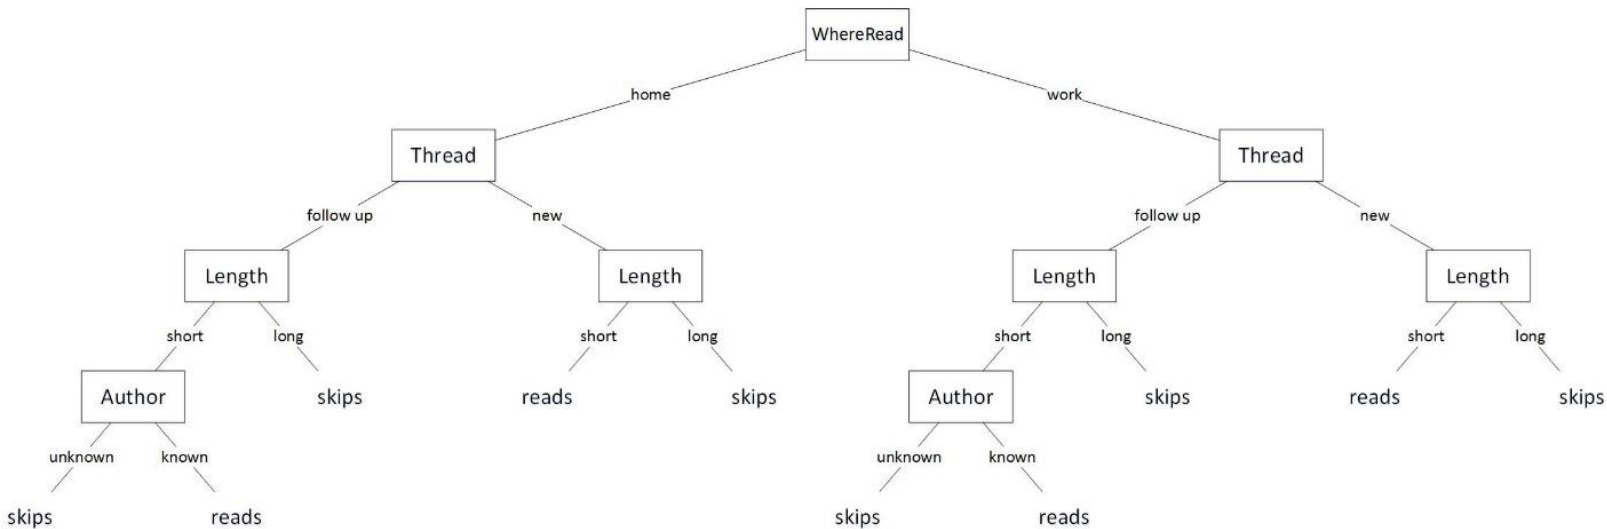 WhereRead
home
work
Thread
Thread
follow up
new
follow up
new
Length
Length
Length
Length
short
long
short
long
short
long
short
long
Author
skips
reads
skips
Author
skips
reads
skips
unknown
known
unknown
known
skips
reads
skips
reads